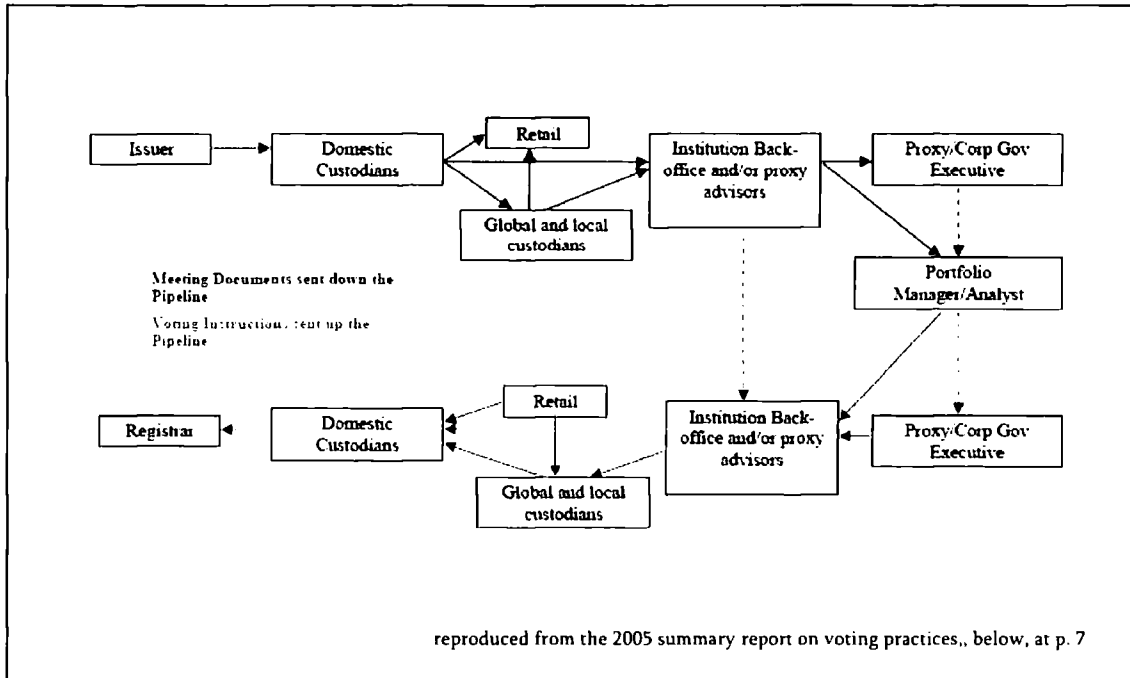 Issuer
Domestic
Custodians
Retail
Global and local
custodians
Institution Back-
office and/or proxy
advisors
Proxy/Corp Gov
Executive
Portfolio
Manager/Analyst
Meeting Documents sent down the
Pipeline
Voting Instructions sent up the
Pipeline
Registrar
Domestic
Custodians
Retail
Global and local
custodians
Institution Back-
office and/or proxy
advisors
Proxy/Corp Gov
Executive
reproduced from the 2005 summary report on voting practices,, below, at p. 7